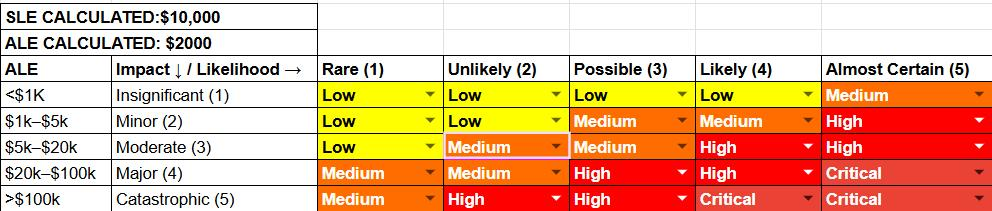 SLE CALCULATED:$10,000
ALE CALCULATED: $2000
ALE Impact ↓ / Likelihood → Rare (1) Unlikely (2) Possible (3) Likely (4) Almost Certain (5)
<$1K Insignificant (1) Low Low Low Low Medium
$1k–$5k Minor (2) Low Low Medium Medium High
$5k–$20k Moderate (3) Low Medium Medium High High
$20k–$100k Major (4) Medium Medium High High Critical
>$100k Catastrophic (5) Medium High High Critical Critical